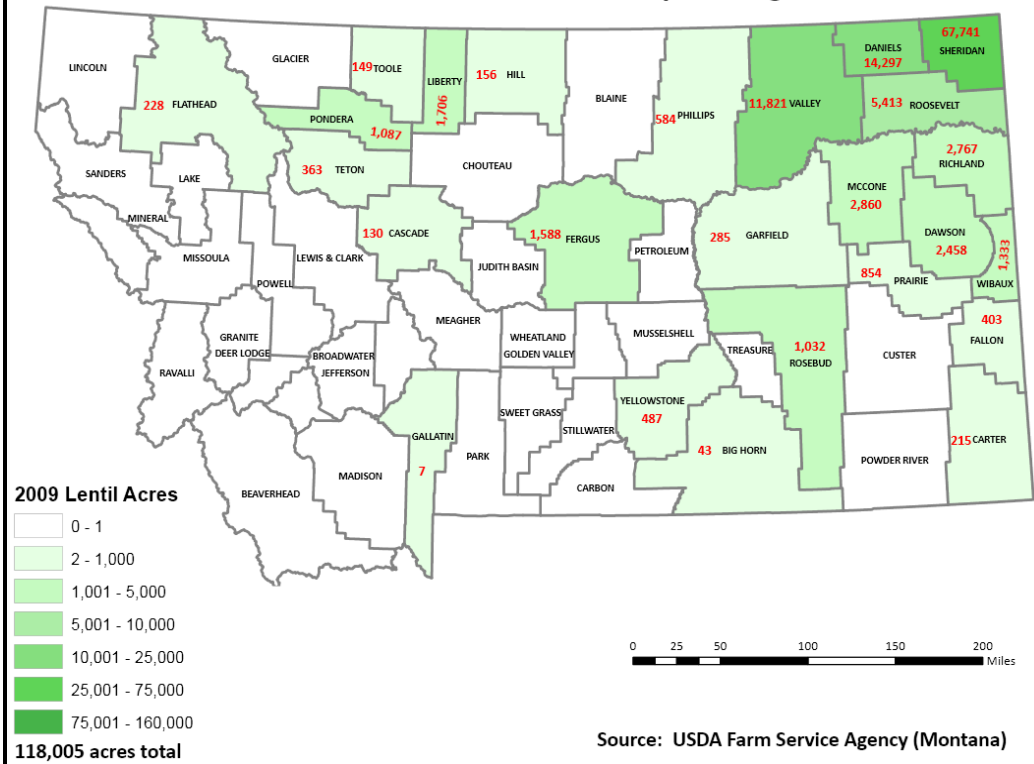 67,741
SHERIDAN
DANIELS
14,297
GLACIER
149 TOOLE
LIBERTY
1,706
156 HILL
LINCOLN
BLAINE
228 FLATHEAD
11,821 VALLEY
5,413 ROOSEVELT
584 PHILLIPS
PONDERA
1,087
2,767
RICHLAND
CHOUTEAU
363 TETON
SANDERS
LAKE
MCCONE
2,860
MINERAL
130 CASCADE
1,588 FERGUS
285 GARFIELD
DAWSON
2,458
1,333
WIBAUX
PETROLEUM
MISSOULA
LEWIS & CLARK
JUDITH BASIN
854
PRAIRIE
POWELL
MEAGHER
403
FALLON
GRANITE
DEER LODGE
WHEATLAND
GOLDEN VALLEY
MUSSELSHELL
TREASURE
1,032
ROSEBUD
CUSTER
BROADWATER
JEFFERSON
RAVALLI
YELLOWSTONE
487
SWEET GRASS
STILLWATER
GALLATIN
7
PARK
43 BIG HORN
215 CARTER
POWDER RIVER
MADISON
CARBON
BEAVERHEAD
2009 Lentil Acres
0 - 1
2 - 1,000
1,001 - 5,000
5,001 - 10,000
10,001 - 25,000
25,001 - 75,000
75,001 - 160,000
118,005 acres total
0 25 50 100 150 200
Miles
Source: USDA Farm Service Agency (Montana)